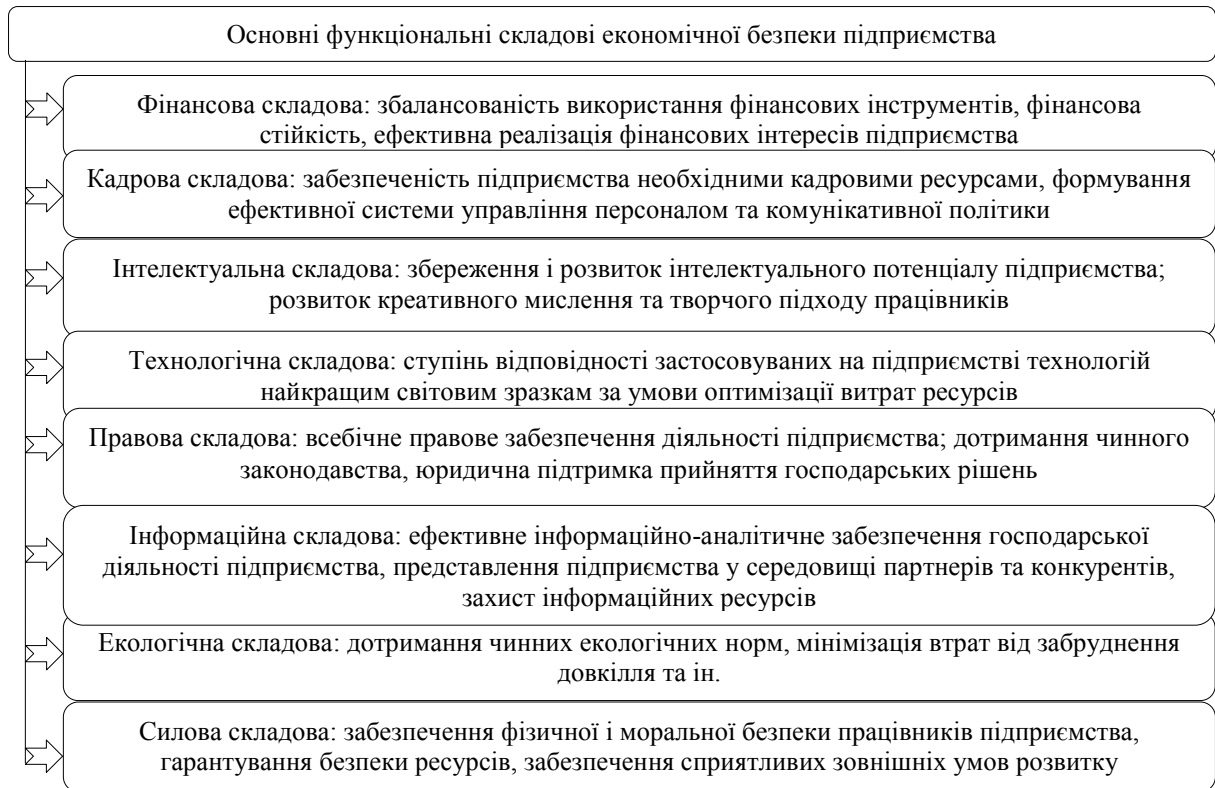 Основні функціональні складові економічної безпеки підприємства
Фінансова складова: збалансованість використання фінансових інструментів, фінансова
стійкість, ефективна реалізація фінансових інтересів підприємства
Кадрова складова: забезпеченість підприємства необхідними кадровими ресурсами, формування
ефективної системи управління персоналом та комунікативної політики
Інтелектуальна складова: збереження і розвиток інтелектуального потенціалу підприємства;
розвиток креативного мислення та творчого підходу працівників
Технологічна складова: ступінь відповідності застосовуваних на підприємстві технологій
найкращим світовим зразкам за умови оптимізації витрат ресурсів
Правова складова: всебічне правове забезпечення діяльності підприємства; дотримання чинного
законодавства, юридична підтримка прийняття господарських рішень
Інформаційна складова: ефективне інформаційно-аналітичне забезпечення господарської
діяльності підприємства, представлення підприємства у середовищі партнерів та конкурентів,
захист інформаційних ресурсів
Екологічна складова: дотримання чинних екологічних норм, мінімізація втрат від забруднення
довкілля та ін.
Силова складова: забезпечення фізичної і моральної безпеки працівників підприємства,
гарантування безпеки ресурсів, забезпечення сприятливих зовнішніх умов розвитку